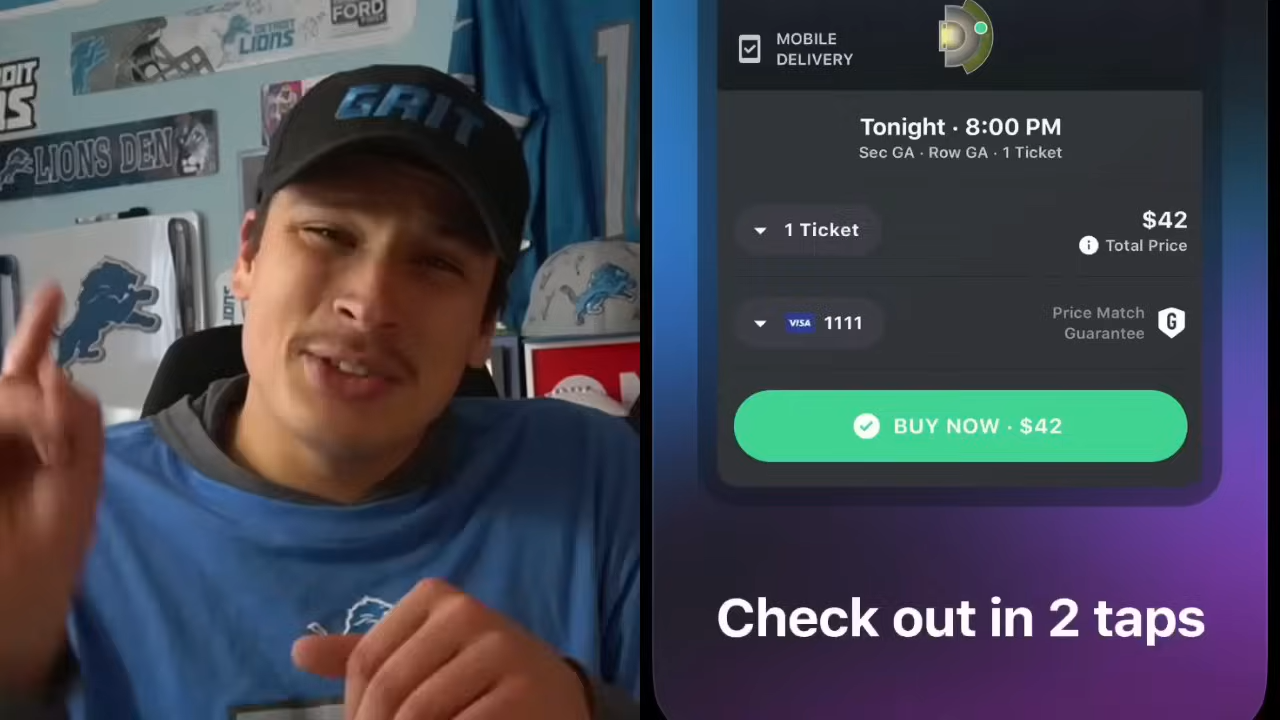 FORD
DETROIT
LIONS
LIONS DEN
GRIT
MOBILE
DELIVERY
Tonight · 8:00 PM
Sec GA · Row GA · 1 Ticket
1 Ticket
$42
Total Price
VISA 1111
Price Match
Guarantee
G
BUY NOW · $42
Check out in 2 taps